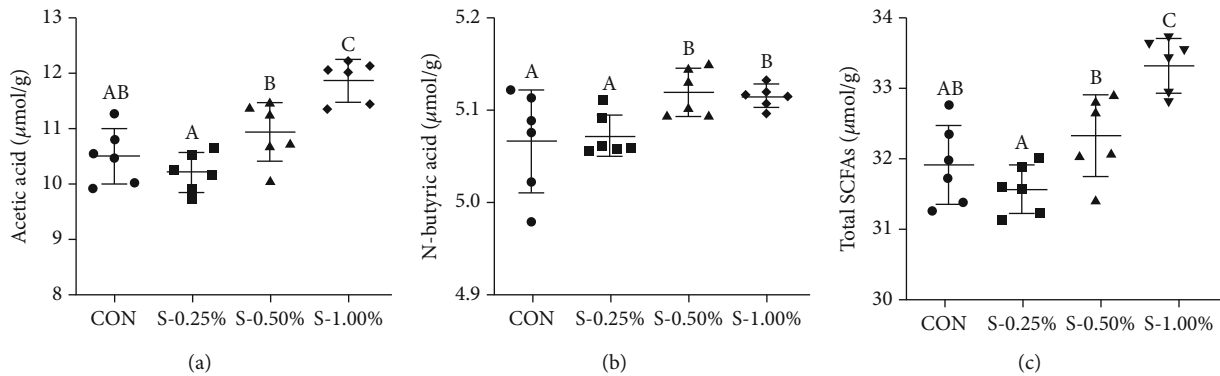 Acetic acid (μmol/g)
13
12
11
10
9
8
AB
A
B
C
CON S-0.25% S-0.50% S-1.00%
(a)
N-butyric acid (μmol/g)
5.2
5.1
5.0
4.9
A
A
B
B
CON S-0.25% S-0.50% S-1.00%
(b)
Total SCFAs (μmol/g)
34
33
32
31
30
AB
A
B
C
CON S-0.25% S-0.50% S-1.00%
(c)